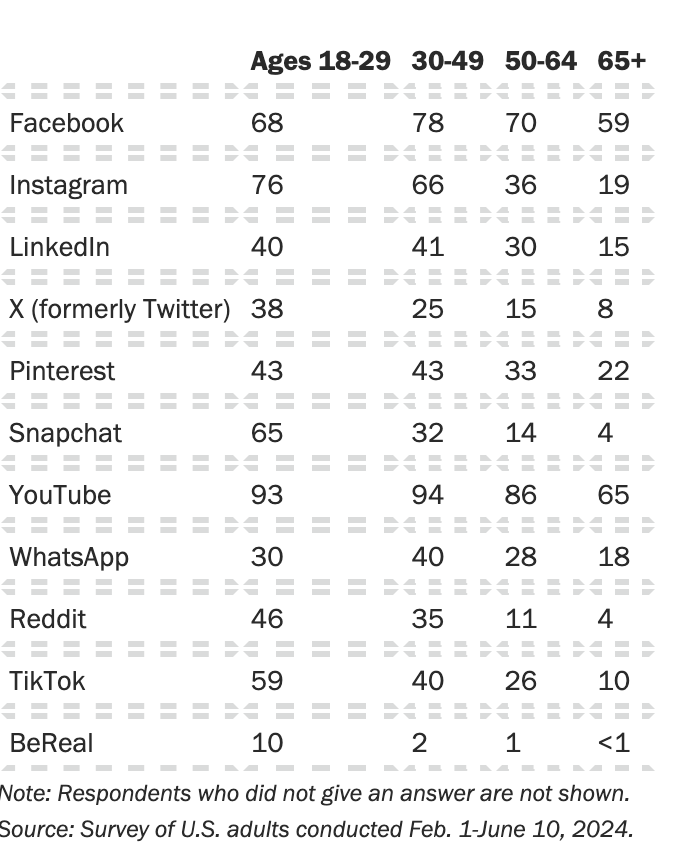 Ages 18-29 30-49 50-64 65+
Facebook 68 78 70 59
Instagram 76 66 36 19
LinkedIn 40 41 30 15
X (formerly Twitter) 38 25 15 8
Pinterest 43 43 33 22
Snapchat 65 32 14 4
YouTube 93 94 86 65
WhatsApp 30 40 28 18
Reddit 46 35 11 4
TikTok 59 40 26 10
BeReal 10 2 1 <1
Note: Respondents who did not give an answer are not shown.
Source: Survey of U.S. adults conducted Feb. 1-June 10, 2024.